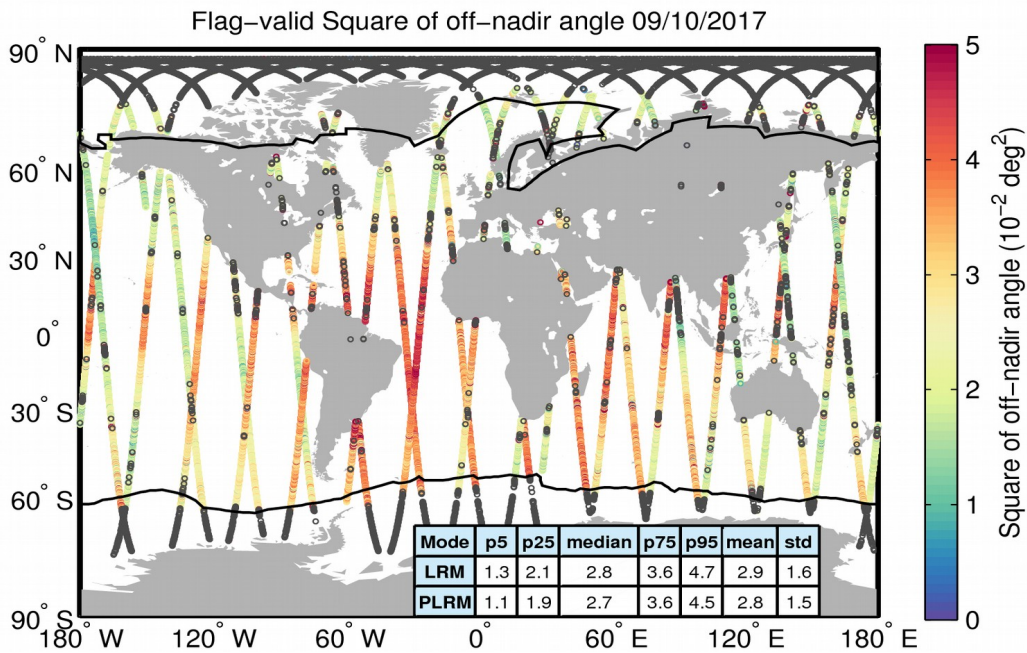 Flag−valid Square of off−nadir angle 09/10/2017
90° N
60° N
30° N
0°
30° S
60° S
90° S
180° W
120° W
60° W
0°
60° E
120° E
180° E
Mode p5 p25 median p75 p95 mean std
LRM 1.3 2.1 2.8 3.6 4.7 2.9 1.6
PLRM 1.1 1.9 2.7 3.6 4.5 2.8 1.5
5
4
3
2
1
0
Square of off−nadir angle (10⁻² deg²)